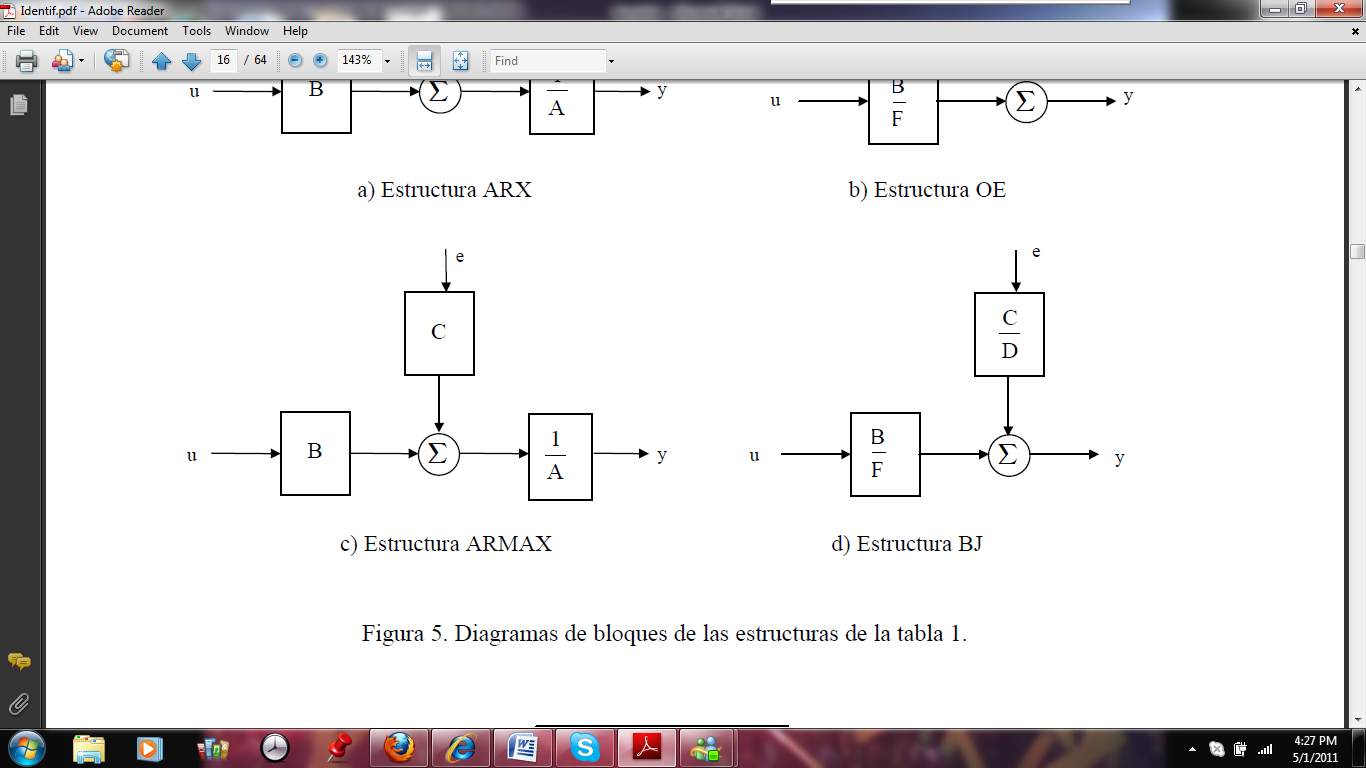 Identif.pdf - Adobe Reader
File Edit View Document Tools Window Help
16 / 64 143% Find
u B Σ A y
u B F Σ y
a) Estructura ARX b) Estructura OE
e
C
u B Σ 1 A y
c) Estructura ARMAX
e
C D
u B F Σ y
d) Estructura BJ
Figura 5. Diagramas de bloques de las estructuras de la tabla 1.
4:27 PM
5/1/2011